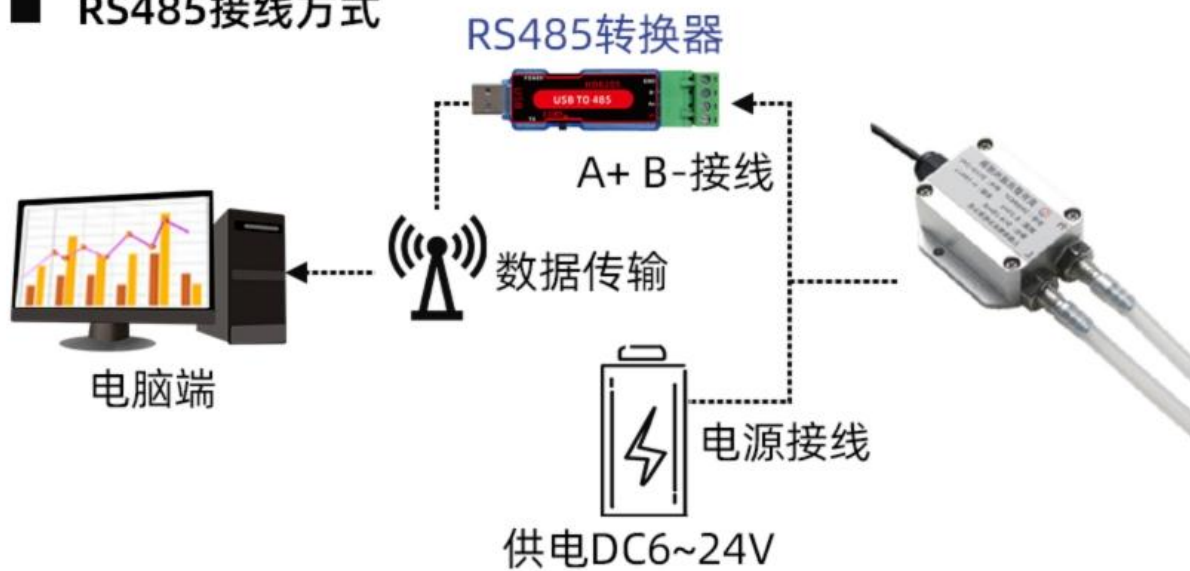 ■ RS485接线方式
RS485转换器
USB TO 485
A+ B-接线
数据传输
电脑端
电源接线
供电DC6~24V